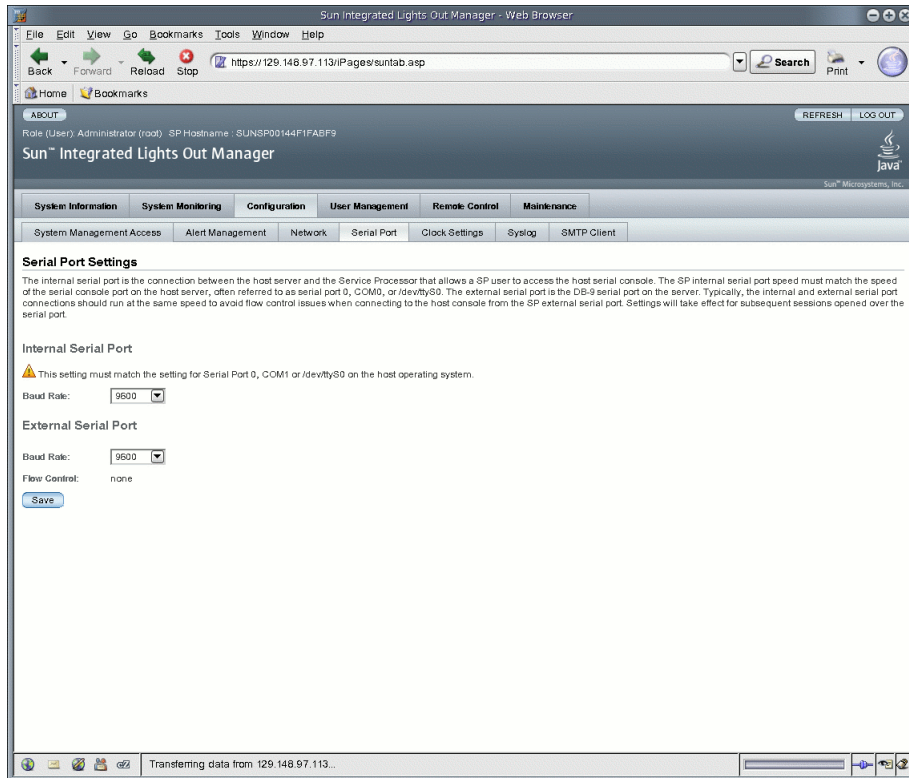 Sun Integrated Lights Out Manager - Web Browser
File Edit View Go Bookmarks Tools Window Help
Back Forward Reload Stop https://129.148.97.113/iPages/suntab.asp Search Print
Home Bookmarks
ABOUT REFRESH LOG OUT
Role (User): Administrator (root) SP Hostname : SUNSP00144F1FABF9
Sun™ Integrated Lights Out Manager
Java
Sun™ Microsystems, Inc.
System Information System Monitoring Configuration User Management Remote Control Maintenance
System Management Access Alert Management Network Serial Port Clock Settings Syslog SMTP Client
Serial Port Settings
The internal serial port is the connection between the host server and the Service Processor that allows a SP user to access the host serial console. The SP internal serial port speed must match the speed
of the serial console port on the host server, often referred to as serial port 0, COM0, or /dev/ttyS0. The external serial port is the DB-9 serial port on the server. Typically, the internal and external serial port
connections should run at the same speed to avoid flow control issues when connecting to the host console from the SP external serial port. Settings will take effect for subsequent sessions opened over the
serial port.
Internal Serial Port
This setting must match the setting for Serial Port 0, COM1 or /dev/ttyS0 on the host operating system.
Baud Rate: 9600
External Serial Port
Baud Rate: 9600
Flow Control: none
Save
Transferring data from 129.148.97.113...